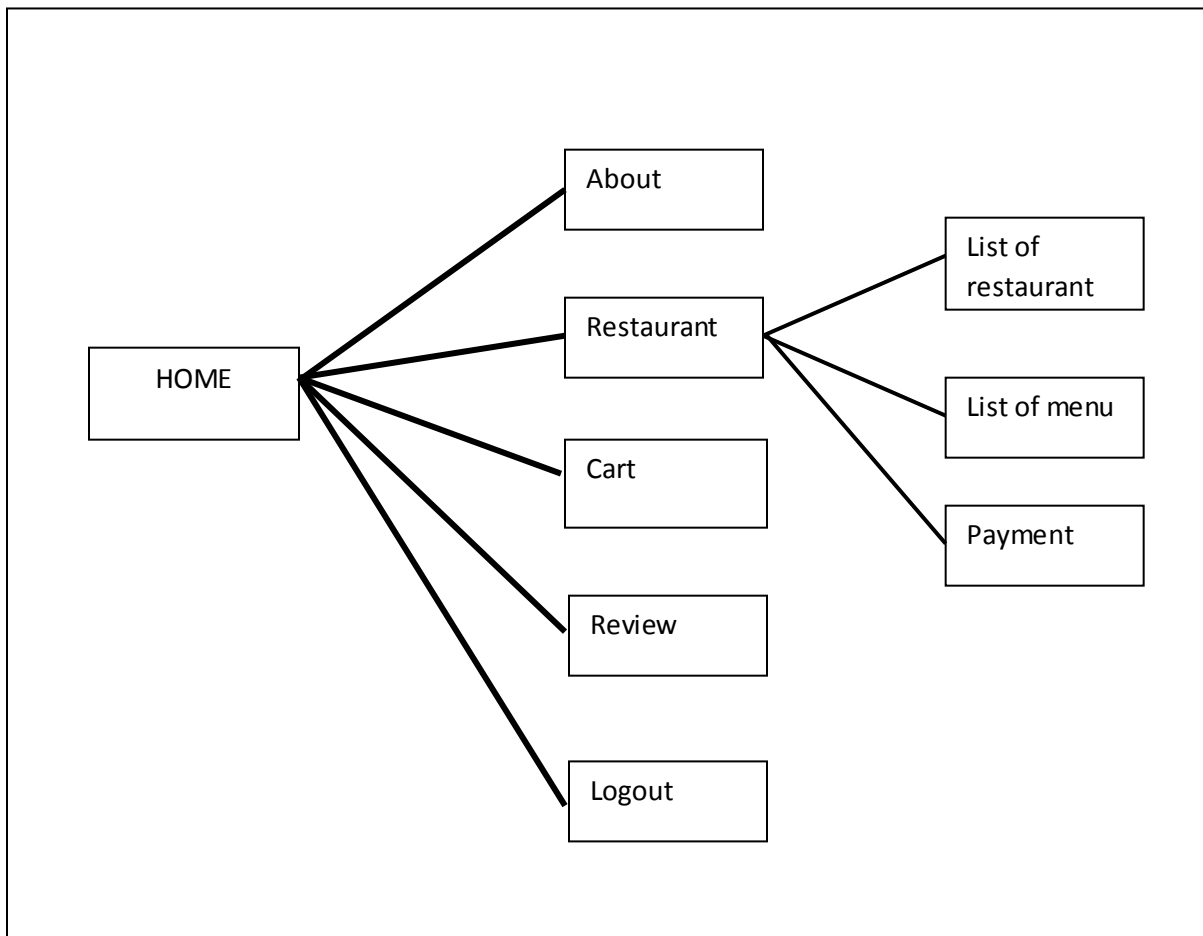 HOME
About
Restaurant
Cart
Review
Logout
List of
restaurant
List of menu
Payment